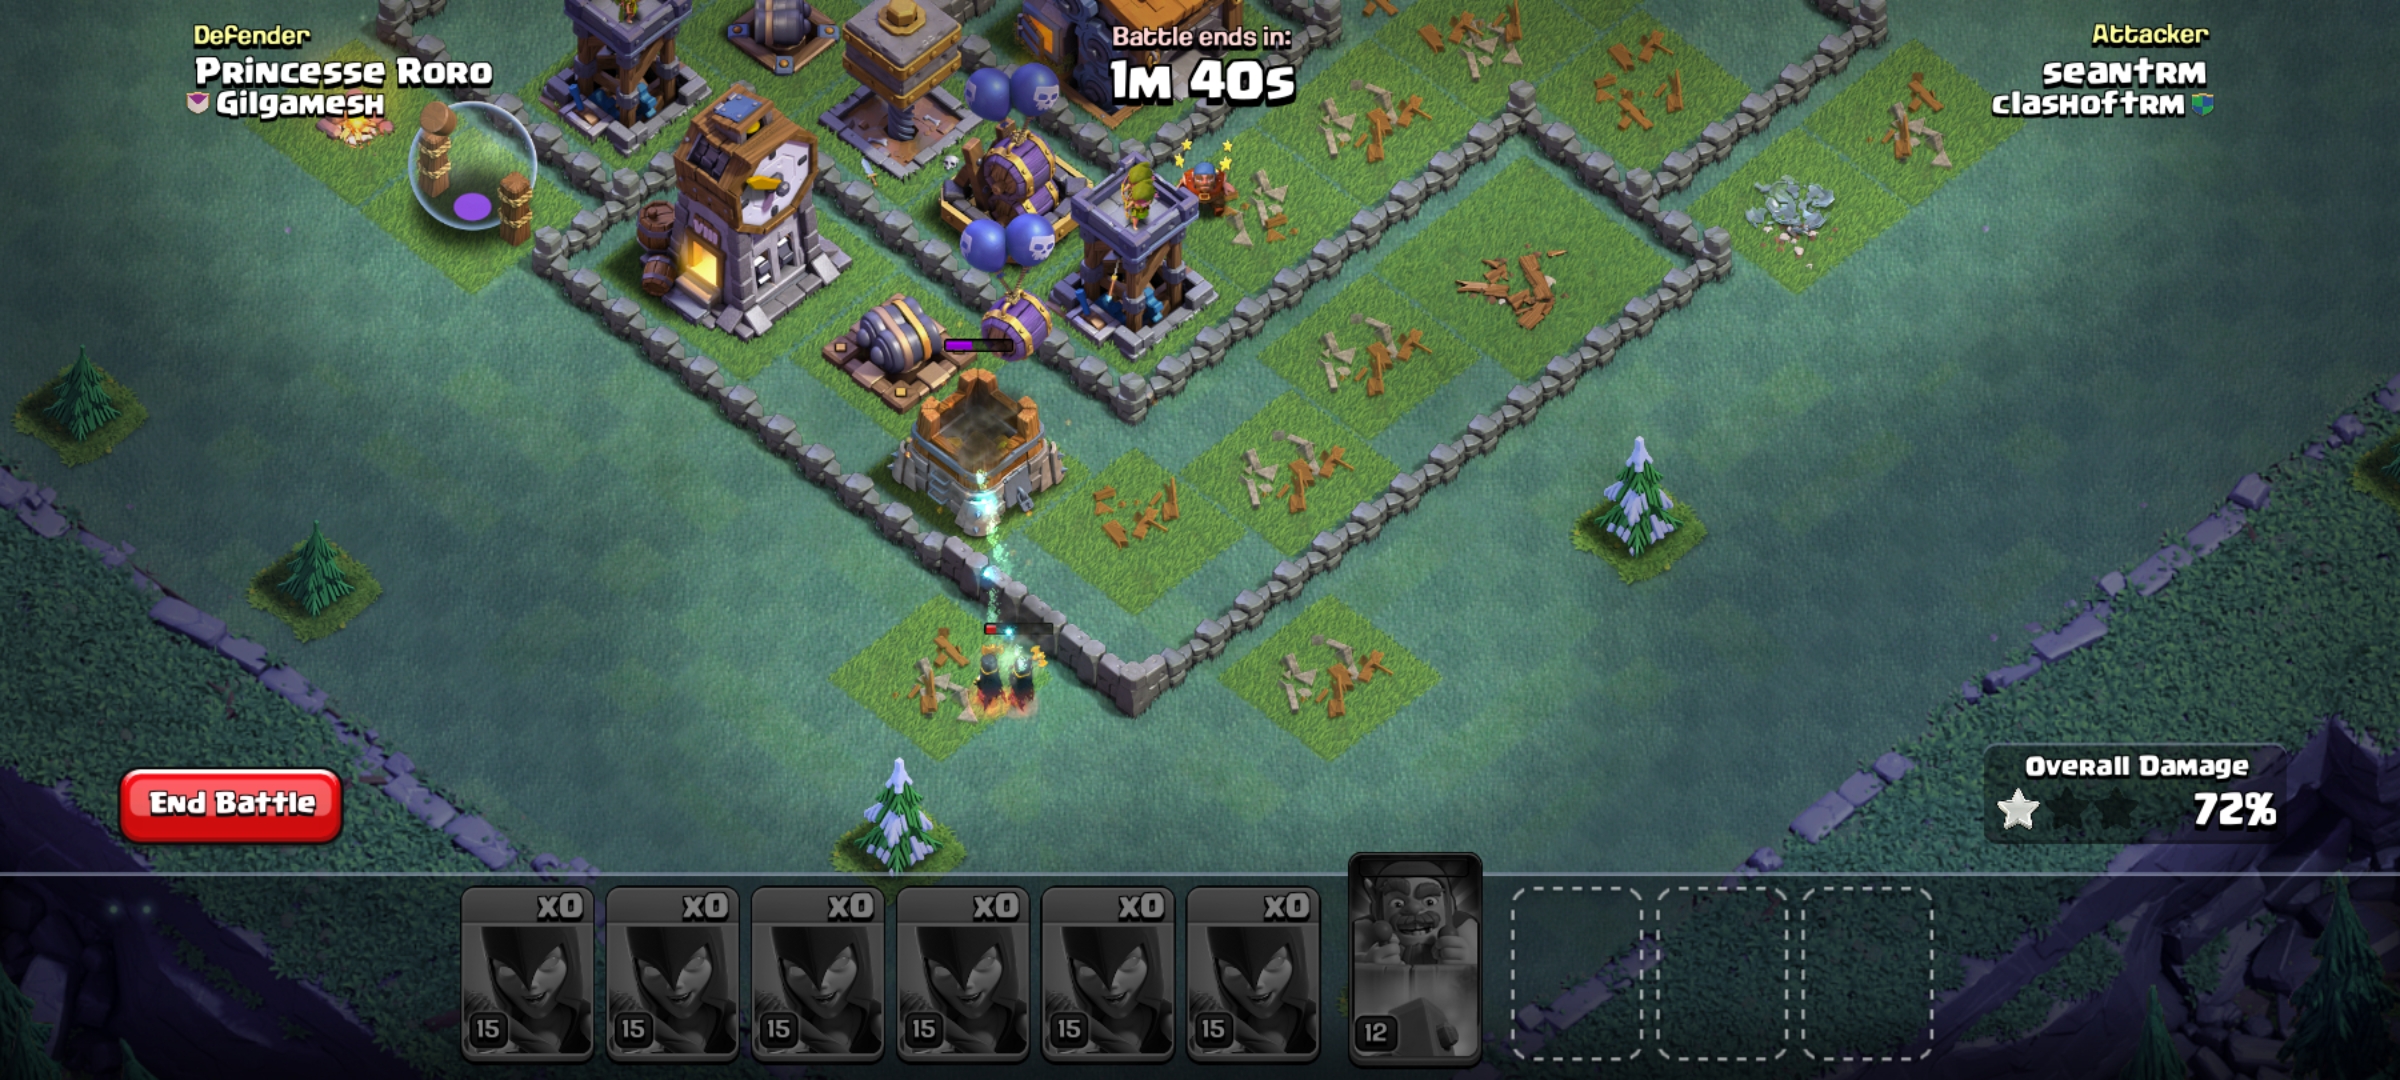 Defender
Princesse Roro
Gilgamesh
Battle ends in:
1m 40s
Attacker
seantrm
clashoftrm
VIII
End Battle
Overall Damage
72%
x0
x0
x0
x0
x0
x0
15
15
15
15
15
15
12